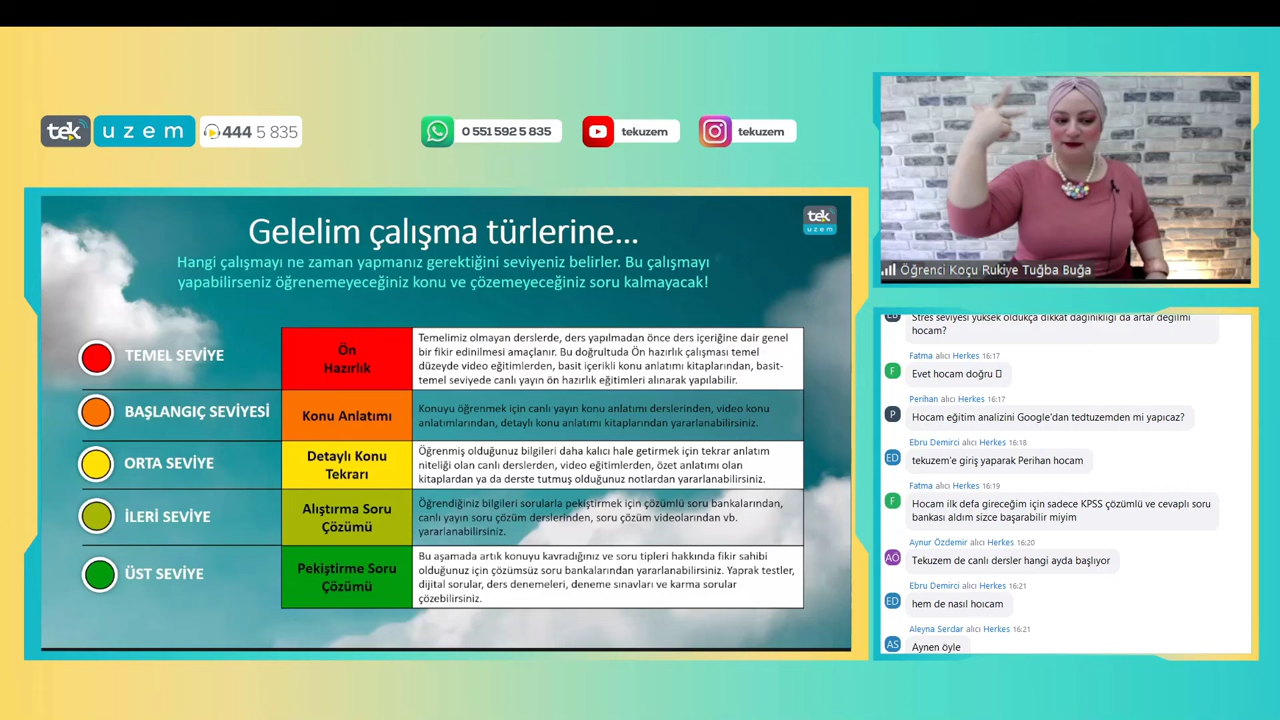 tek
uzem
444 5 835
0 551 592 5 835
tekuzem
tekuzem
tek
uzem
Gelelim çalışma türlerine...
Hangi çalışmayı ne zaman yapmanız gerektiğini seviyeniz belirler. Bu çalışmayı
yapabilirseniz öğrenemeyeceğiniz konu ve çözemeyeceğiniz soru kalmayacak!
TEMEL SEVİYE
Ön
Hazırlık
Temelimiz olmayan derslerde, ders yapılmadan önce ders içeriğine dair genel
bir fikir edinilmesi amaçlanır. Bu doğrultuda Ön hazırlık çalışması temel
düzeyde video eğitimlerden, basit içerikli konu anlatımı kitaplarından, basit-
temel seviyede canlı yayın ön hazırlık eğitimleri alınarak yapılabilir.
BAŞLANGIÇ SEVİYESİ
Konu Anlatımı
Konuyu öğrenmek için canlı yayın konu anlatımı derslerinden, video konu
anlatımlarından, detaylı konu anlatımı kitaplarından yararlanabilirsiniz.
ORTA SEVİYE
Detaylı Konu
Tekrarı
Öğrenmiş olduğunuz bilgileri daha kalıcı hale getirmek için tekrar anlatım
niteliği olan canlı derslerden, video eğitimlerden, özet anlatımı olan
kitaplardan ya da derste tutmuş olduğunuz notlardan yararlanabilirsiniz.
İLERİ SEVİYE
Alıştırma Soru
Çözümü
Öğrendiğiniz bilgileri sorularla pekiştirmek için çözümlü soru bankalarından,
canlı yayın soru çözüm derslerinden, soru çözüm videolarından vb.
yararlanabilirsiniz.
ÜST SEVİYE
Pekiştirme Soru
Çözümü
Bu aşamada artık konuyu kavradığınız ve soru tipleri hakkında fikir sahibi
olduğunuz için çözümsüz soru bankalarından yararlanabilirsiniz. Yaprak testler,
dijital sorular, ders denemeleri, deneme sınavları ve karma sorular
çözebilirsiniz.
Öğrenci Koçu Rukiye Tuğba Buğa
Stres seviyesi yüksek oldukça dikkat dağınıklığı da artar değilmi
hocam?
Fatma alıcı Herkes 16:17
F
Evet hocam doğru
Perihan alıcı Herkes 16:17
P
Hocam eğitim analizini Google'dan tedtuzemden mi yapıcaz?
Ebru Demirci alıcı Herkes 16:18
ED
tekuzem'e giriş yaparak Perihan hocam
Fatma alıcı Herkes 16:19
F
Hocam ilk defa gireceğim için sadece KPSS çözümlü ve cevaplı soru
bankası aldım sizce başarabilir miyim
Aynur Özdemir alıcı Herkes 16:20
AÖ
Tekuzem de canlı dersler hangi ayda başlıyor
Ebru Demirci alıcı Herkes 16:21
ED
hem de nasıl hoıcam
Aleyna Serdar alıcı Herkes 16:21
AS
Aynen öyle